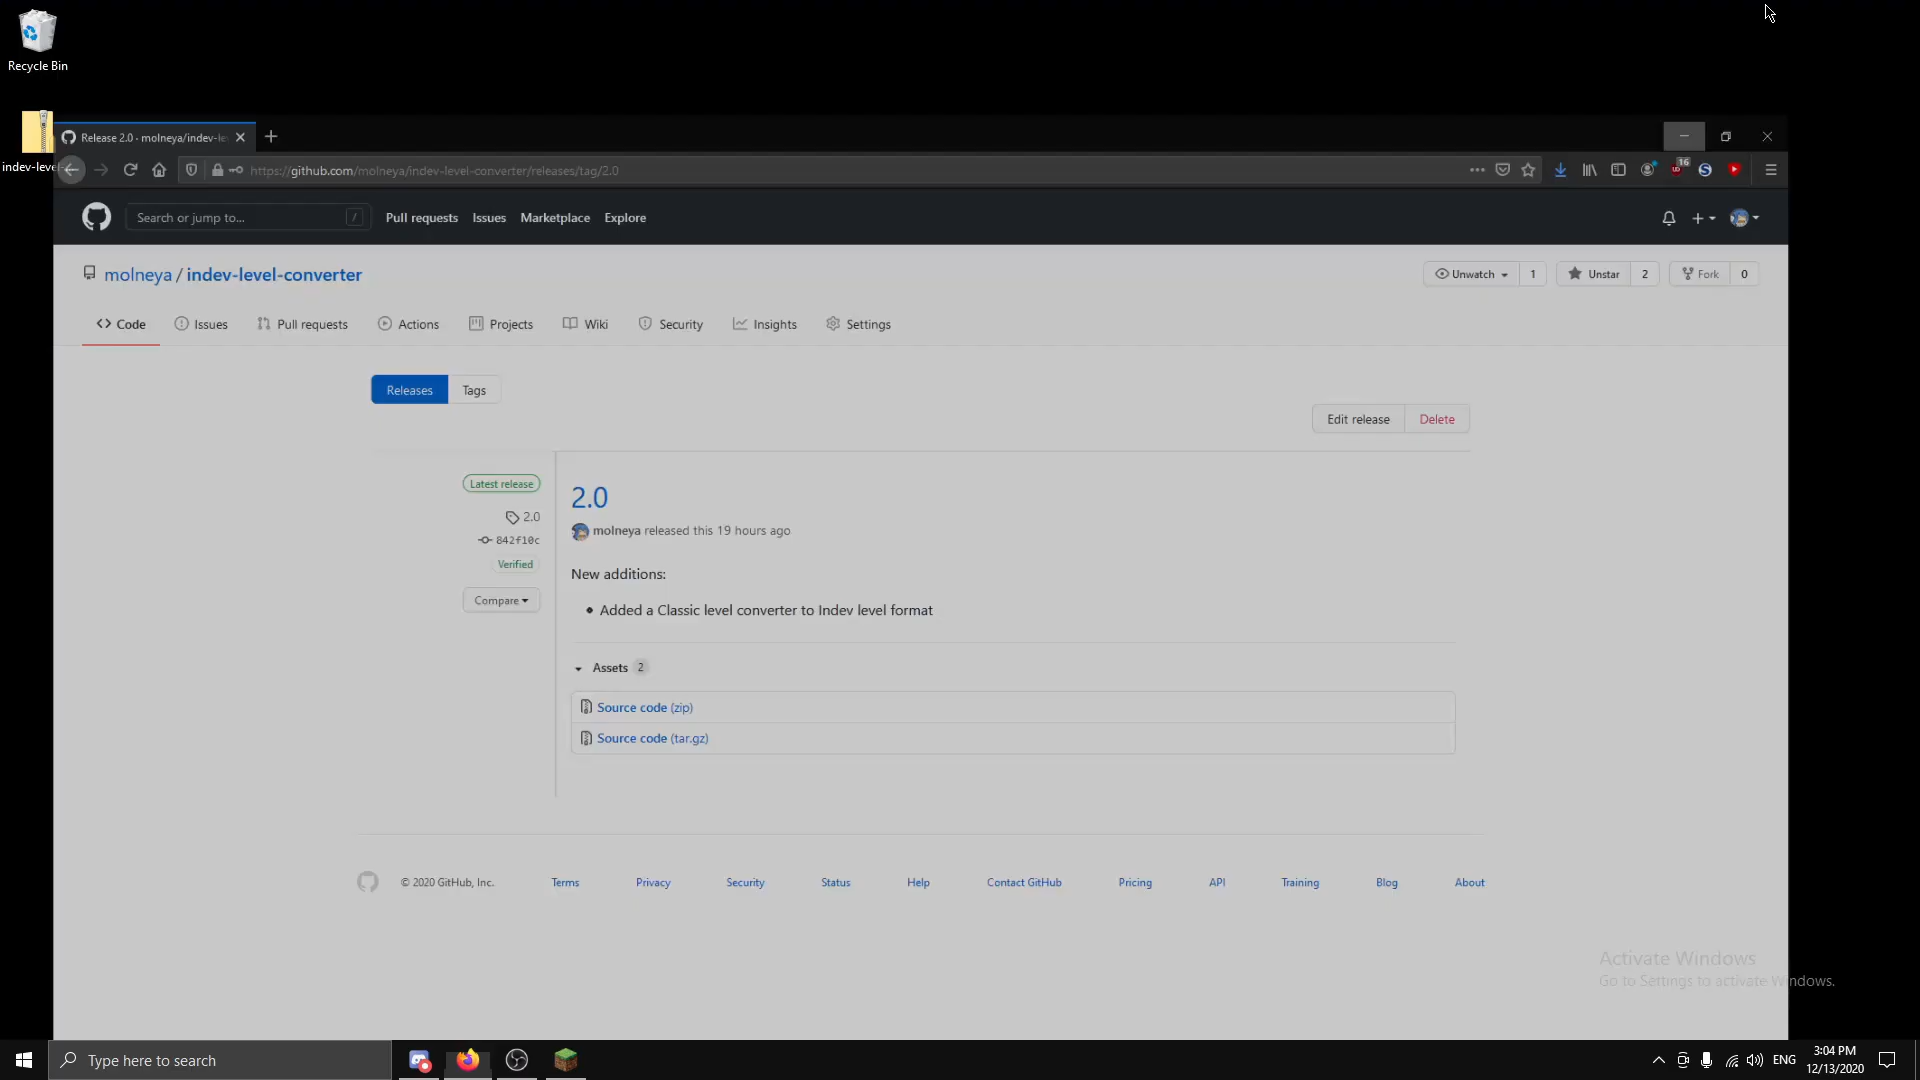 Recycle Bin
indev-level-
Release 2.0 · molneya/indev-le
https://github.com/molneya/indev-level-converter/releases/tag/2.0
16
Search or jump to... /
Pull requests Issues Marketplace Explore
molneya / indev-level-converter
Unwatch 1 Unstar 2 Fork 0
Code Issues Pull requests Actions Projects Wiki Security Insights Settings
Releases Tags
Edit release Delete
Latest release
2.0
842f10c
Verified
Compare
2.0
molneya released this 19 hours ago
New additions:
• Added a Classic level converter to Indev level format
Assets 2
Source code (zip)
Source code (tar.gz)
© 2020 GitHub, Inc. Terms Privacy Security Status Help Contact GitHub Pricing API Training Blog About
Activate Windows
Go to Settings to activate Windows.
Type here to search
ENG
3:04 PM
12/13/2020